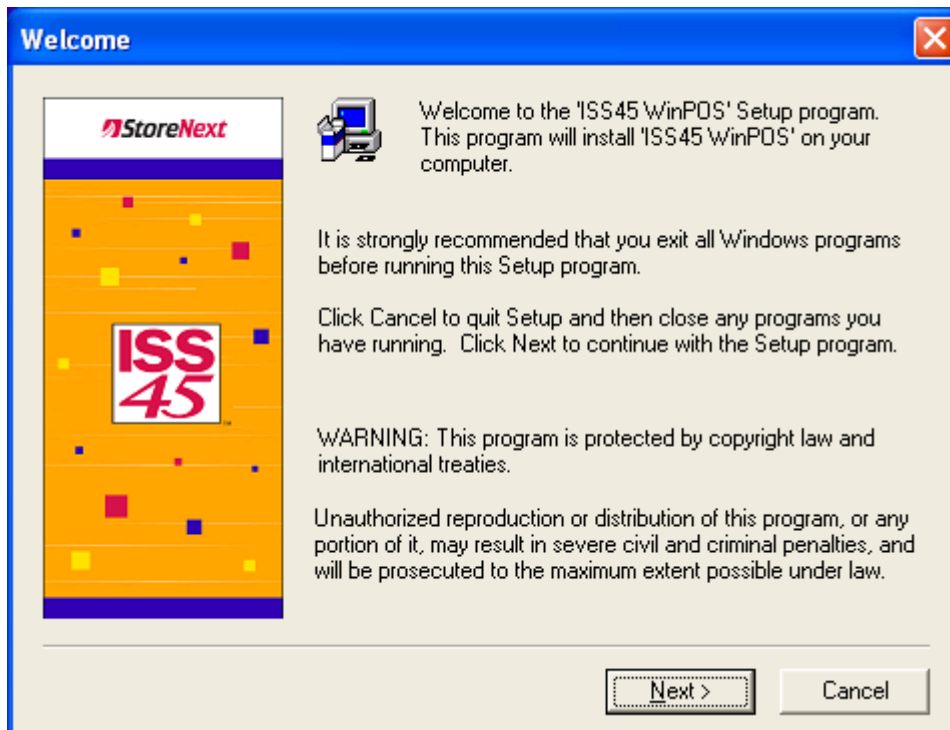 Welcome
StoreNext
ISS
45
Welcome to the 'ISS45 WinPOS' Setup program.
This program will install 'ISS45 WinPOS' on your
computer.
It is strongly recommended that you exit all Windows programs
before running this Setup program.
Click Cancel to quit Setup and then close any programs you
have running. Click Next to continue with the Setup program.
WARNING: This program is protected by copyright law and
international treaties.
Unauthorized reproduction or distribution of this program, or any
portion of it, may result in severe civil and criminal penalties, and
will be prosecuted to the maximum extent possible under law.
Next >
Cancel